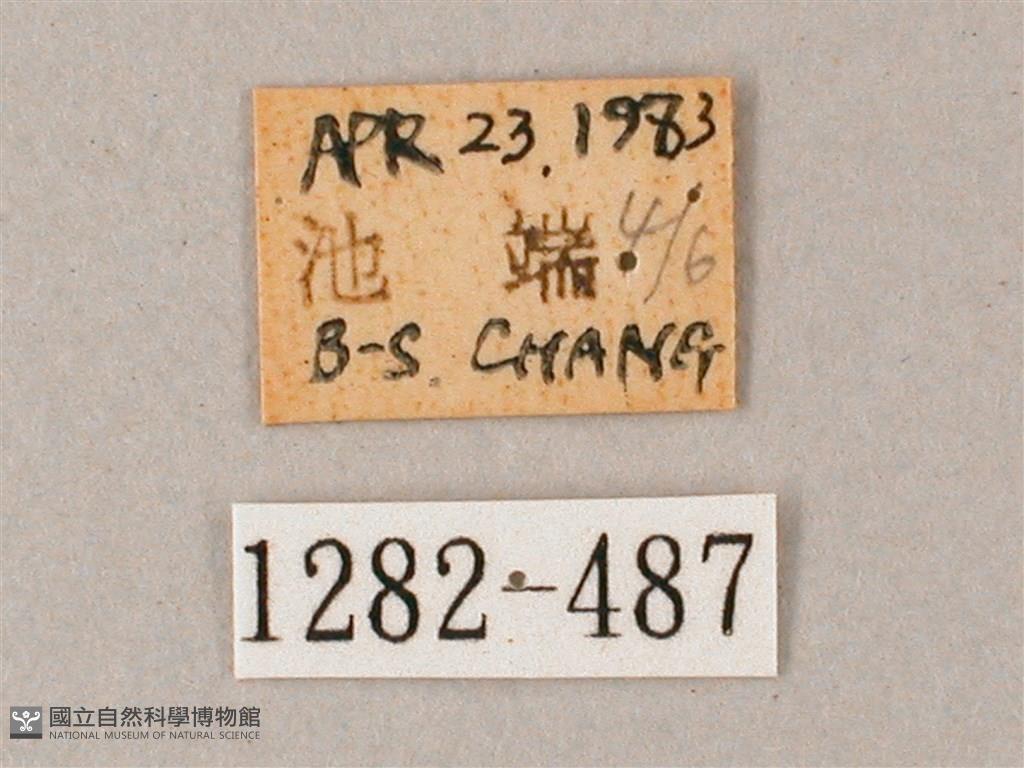 APR 23. 1983
池端 4/6
B-S. CHANG
1282-487
國立自然科學博物館
NATIONAL MUSEUM OF NATURAL SCIENCE